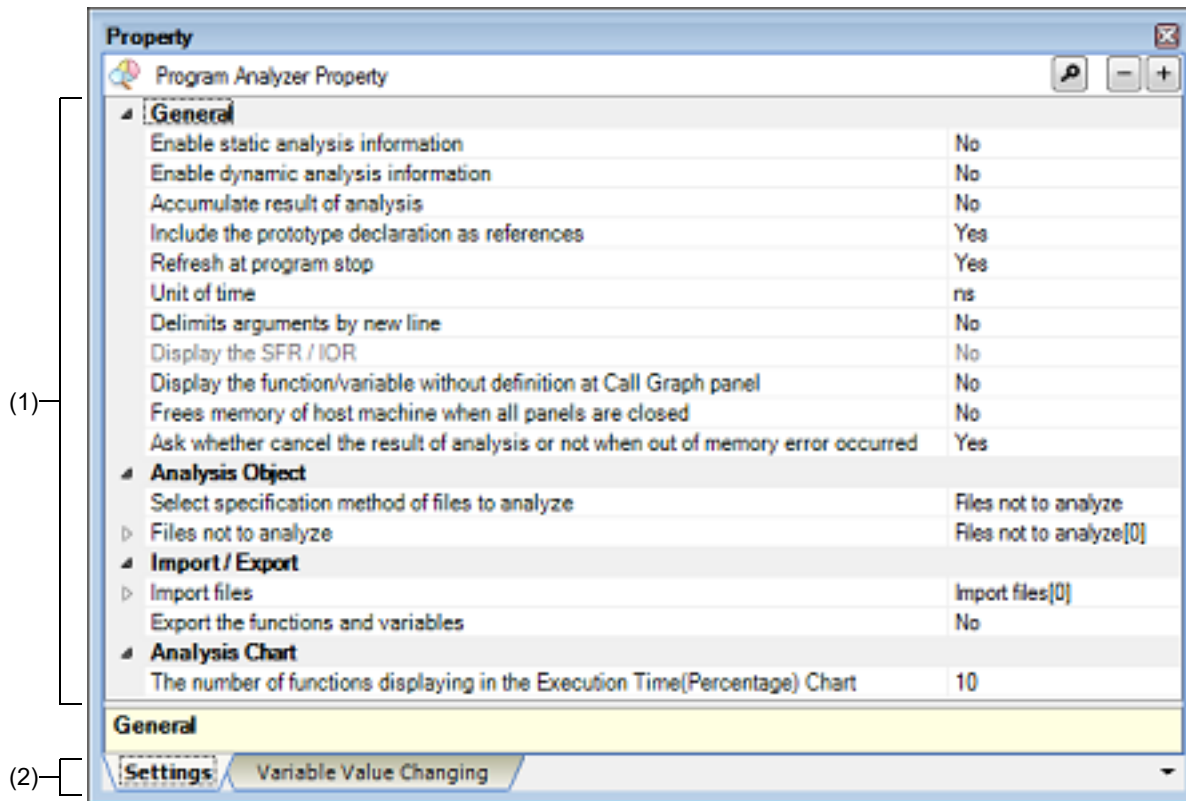 Property
Program Analyzer Property
General
Enable static analysis information No
Enable dynamic analysis information No
Accumulate result of analysis No
Include the prototype declaration as references Yes
Refresh at program stop Yes
Unit of time ns
Delimits arguments by new line No
Display the SFR / IOR No
Display the function/variable without definition at Call Graph panel No
(1)
Frees memory of host machine when all panels are closed No
Ask whether cancel the result of analysis or not when out of memory error occurred Yes
Analysis Object
Select specification method of files to analyze Files not to analyze
Files not to analyze Files not to analyze[0]
Import / Export
Import files Import files[0]
Export the functions and variables No
Analysis Chart
The number of functions displaying in the Execution Time(Percentage) Chart 10
General
(2)
Settings Variable Value Changing